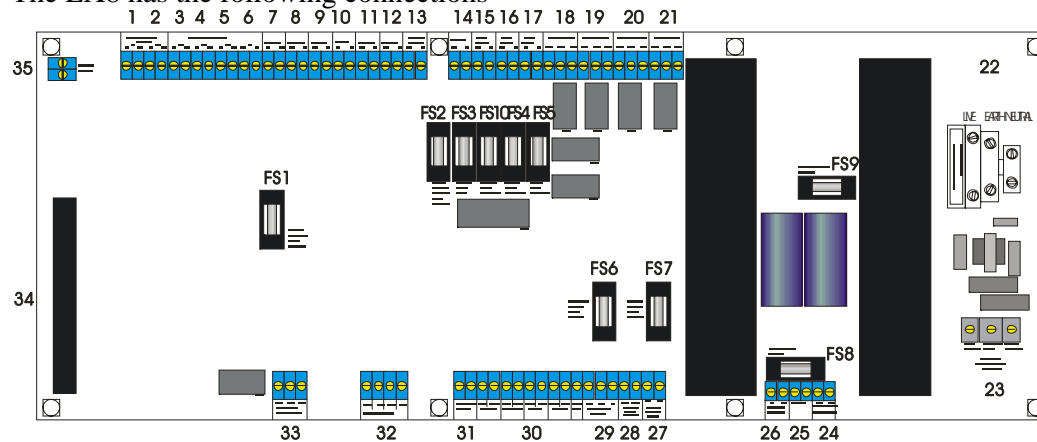 The has the following connections
1 2 3 4 5 6 7 8 9 10 11 12 13 14 15 16 17 18 19 20 21
35
22
LINE EARTH NEUTRAL
FS2 FS3 FS10 FS4 FS5
FS9
FS1
FS6 FS7
34
FS8
23
33 32 31 30 29 28 27 26 25 24